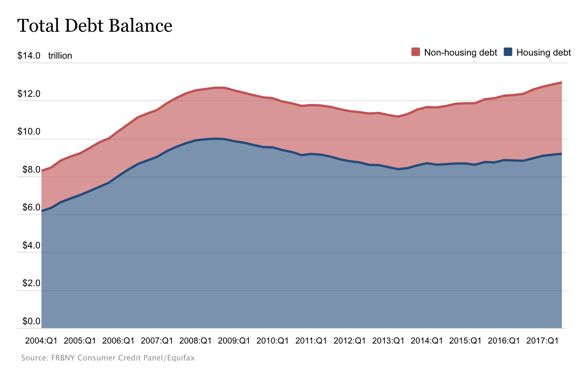 Total Debt Balance
$14.0 trillion
Non-housing debt
Housing debt
$12.0
$10.0
$8.0
$6.0
$4.0
$2.0
$0.0
2004:Q1 2005:Q1 2006:Q1 2007:Q1 2008:Q1 2009:Q1 2010:Q1 2011:Q1 2012:Q1 2013:Q1 2014:Q1 2015:Q1 2016:Q1 2017:Q1
Source: FRBNY Consumer Credit Panel/Equifax